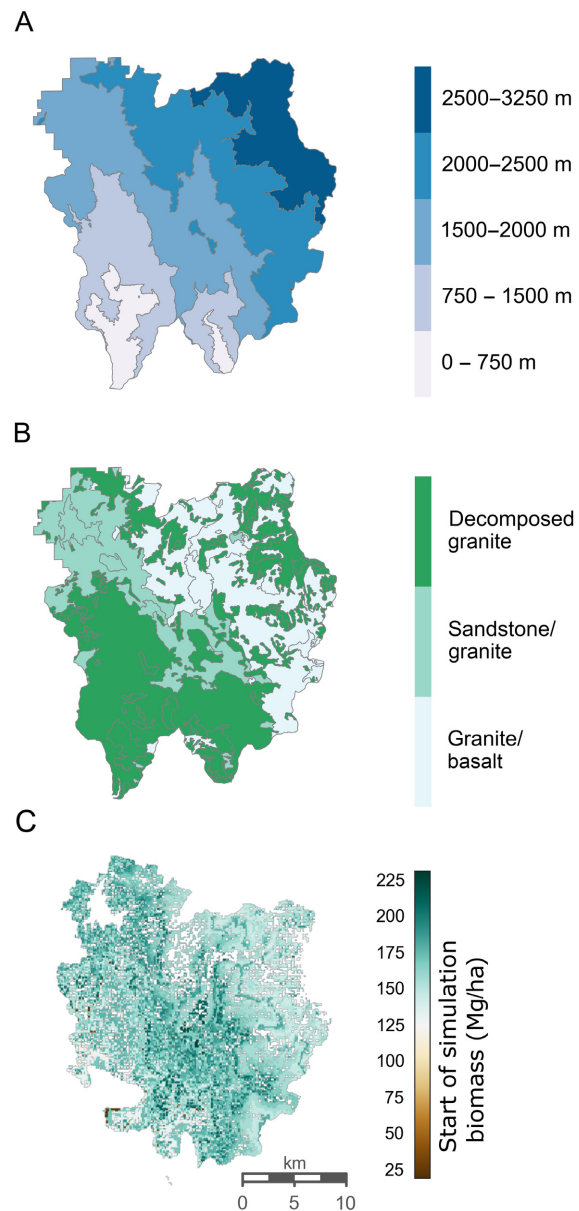 A
2500–3250 m
2000–2500 m
1500–2000 m
750 – 1500 m
0 – 750 m
B
Decomposed
granite
Sandstone/
granite
Granite/
basalt
C
225
200
175
150
125
100
75
50
25
Start of simulation
biomass (Mg/ha)
km
0 5 10